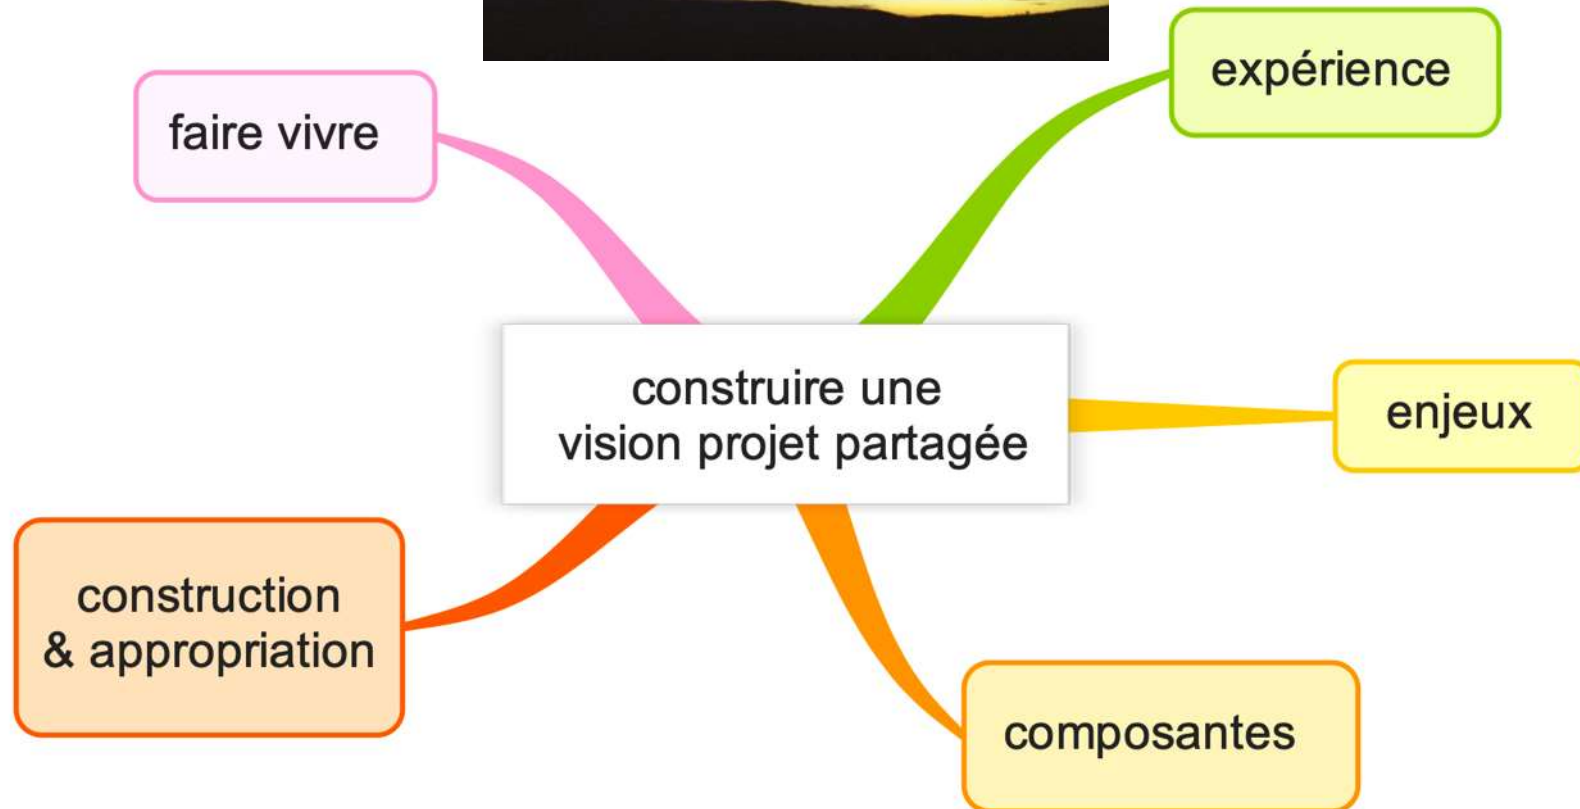 expérience
faire vivre
construire une
vision projet partagée
enjeux
construction
& appropriation
composantes